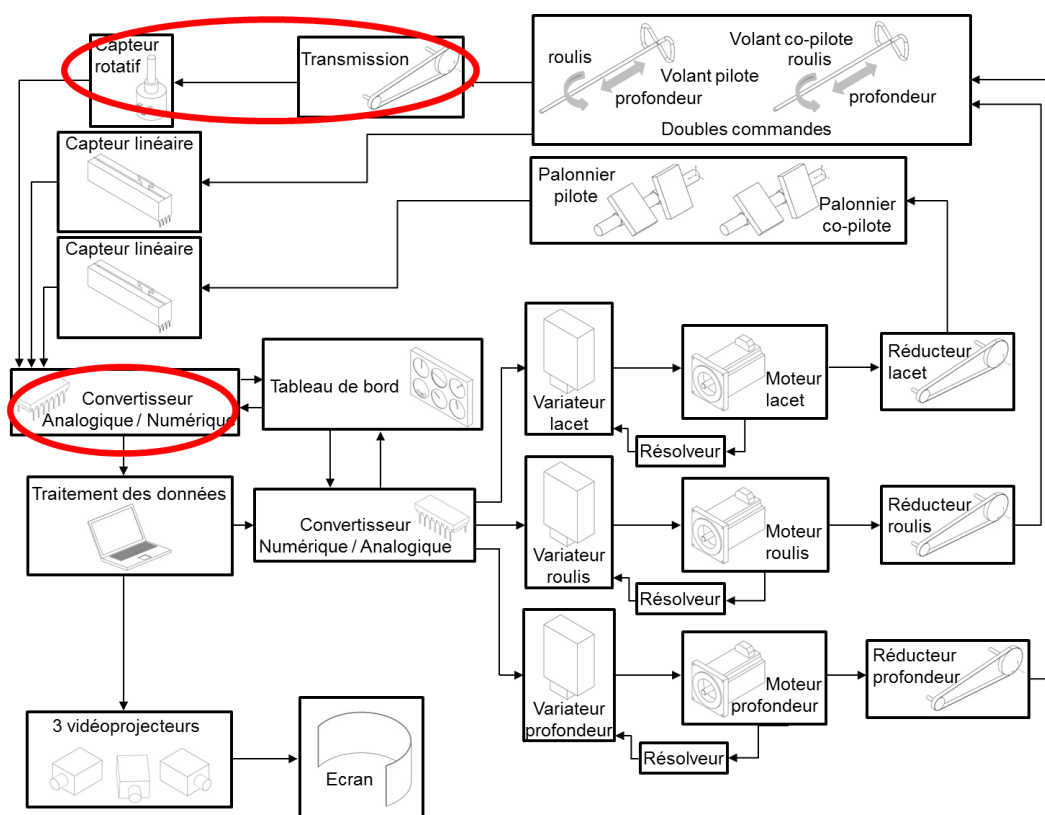 Capteur
rotatif
Transmission
roulis
Volant pilote
profondeur
Volant co-pilote
roulis
profondeur
Doubles commandes
Capteur linéaire
Palonnier
pilote
Palonnier
co-pilote
Capteur linéaire
Convertisseur
Analogique / Numérique
Tableau de bord
Variateur
lacet
Moteur
lacet
Résolveur
Réducteur
lacet
Traitement des données
Convertisseur
Numérique / Analogique
Variateur
roulis
Moteur
roulis
Résolveur
Réducteur
roulis
Variateur
profondeur
Moteur
profondeur
Résolveur
Réducteur
profondeur
3 vidéoprojecteurs
Ecran